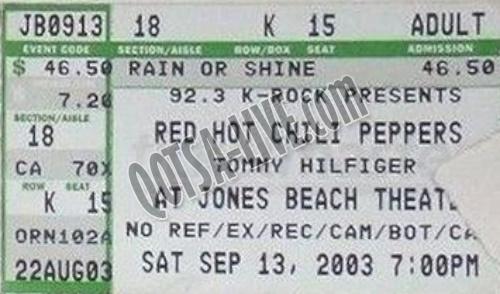 JB0913 18 K 15 ADULT
EVENT CODE SECTION/AISLE ROW/BOX SEAT ADMISSION
$ 46.50 RAIN OR SHINE 46.50
7.20 92.3 K-ROCK PRESENTS
SECTION/AISLE
18 RED HOT CHILI PEPPERS
CA 70X TOMMY HILFIGER
ROW SEAT
K 15 AT JONES BEACH
ORN102A NO REF/EX/REC/CAM/BOT/
22AUG03 SAT SEP 13, 2003 7:00PM
QOTSA-HIVE.COM